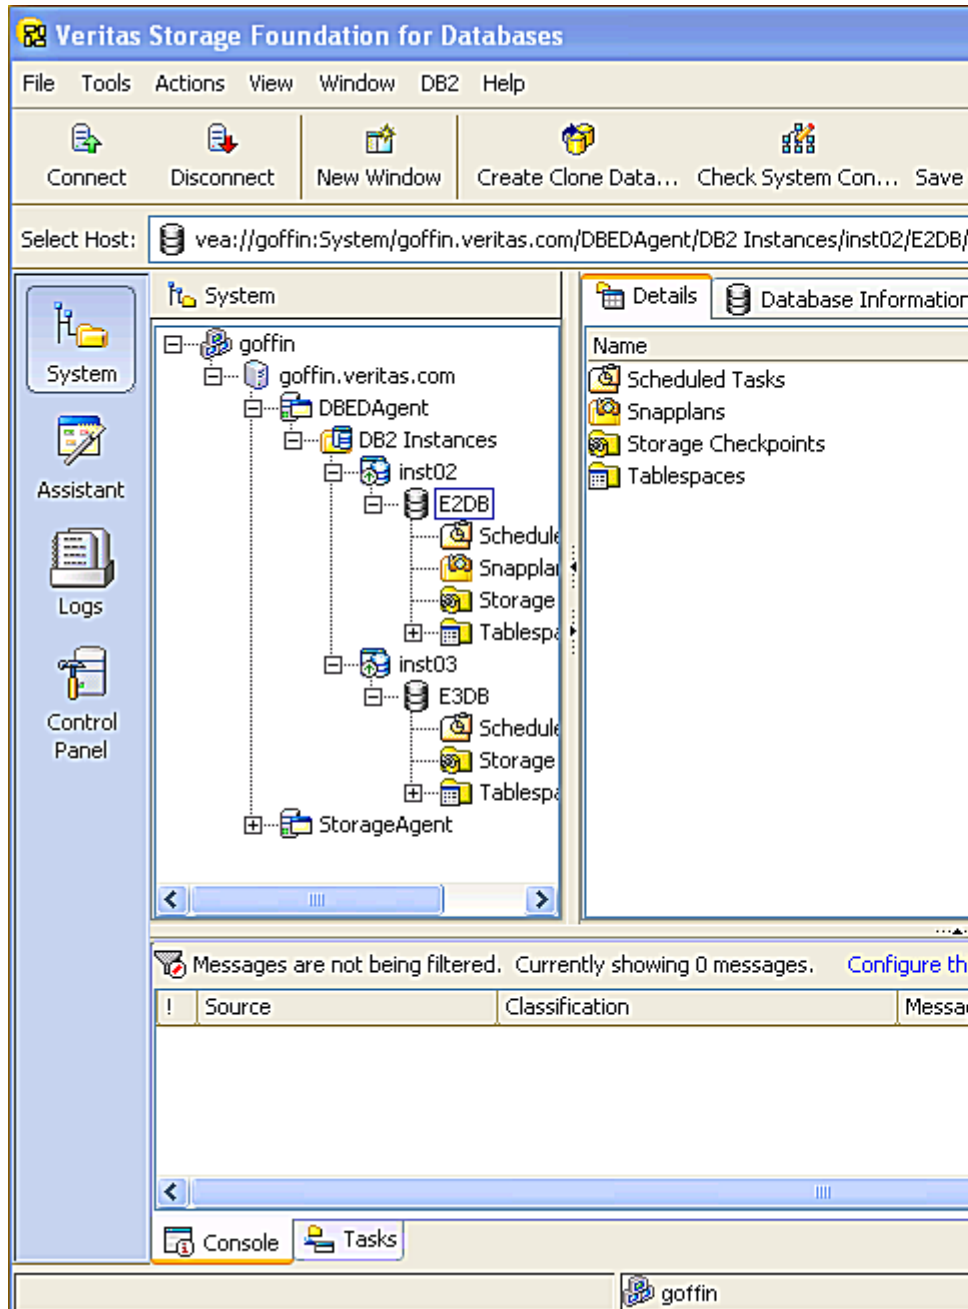 Veritas Storage Foundation for Databases
File Tools Actions View Window DB2 Help
Connect Disconnect New Window Create Clone Data... Check System Con... Save
Select Host: vea://goffin:System/goffin.veritas.com/DBEDAgent/DB2 Instances/inst02/E2DB/
System
Assistant
Logs
Control
Panel
System
goffin
goffin.veritas.com
DBEDAgent
DB2 Instances
inst02
E2DB
Schedule
Snapplan
Storage
Tablespa
inst03
E3DB
Schedule
Storage
Tablespa
StorageAgent
Details Database Information
Name
Scheduled Tasks
Snapplans
Storage Checkpoints
Tablespaces
Messages are not being filtered. Currently showing 0 messages. Configure th
! Source Classification Messa
Console Tasks
goffin